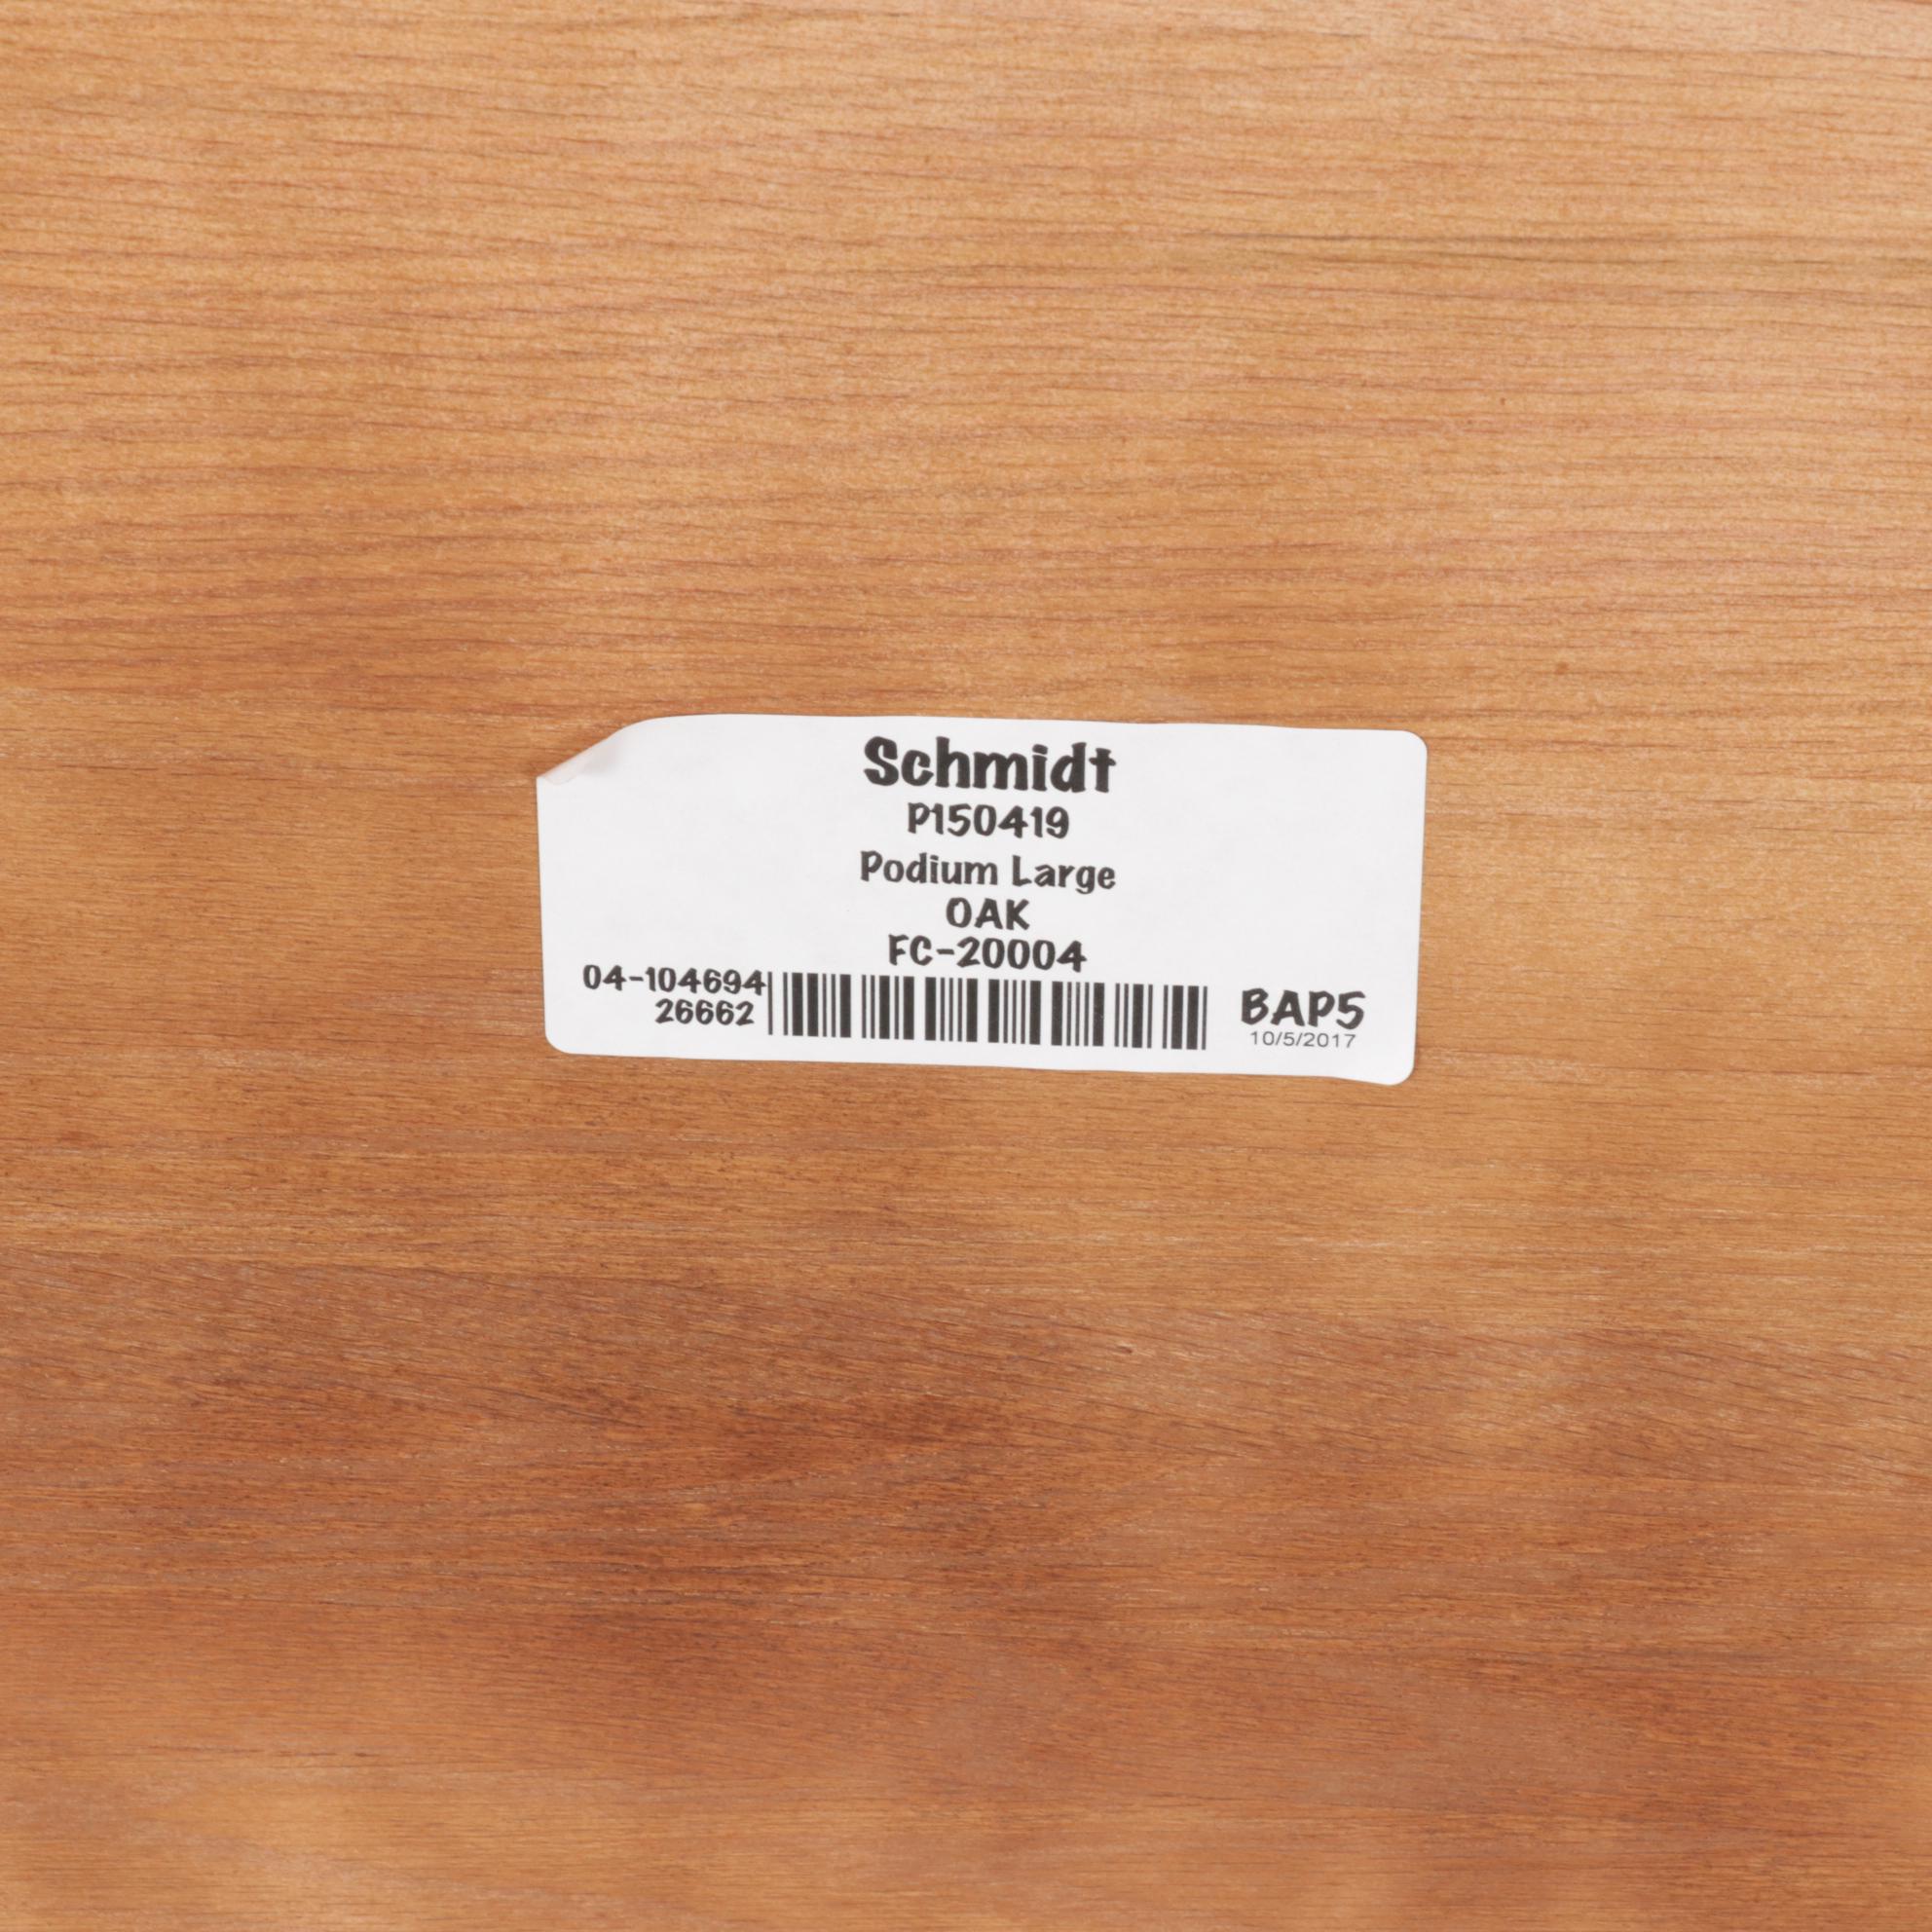 Schmidt
P150419
Podium Large
OAK
FC-20004
04-104694
26662
BAP5
10/5/2017